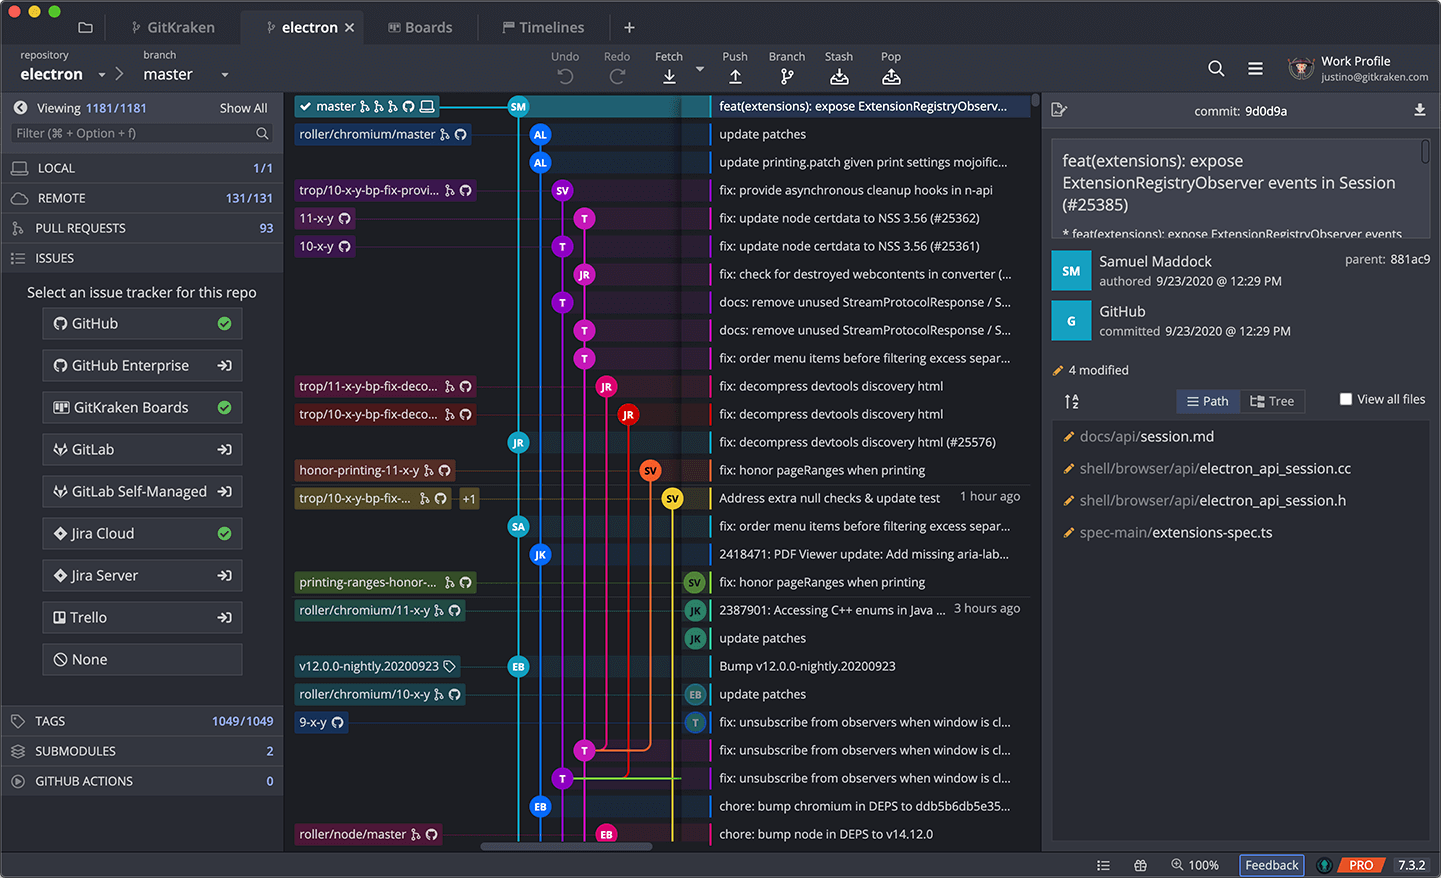 GitKraken
electron
Boards
Timelines
repository
electron
branch
master
Undo
Redo
Fetch
Push
Branch
Stash
Pop
Work Profile
justino@gitkraken.com
Viewing 1181/1181
Show All
Filter (⌘ + Option + f)
LOCAL 1/1
REMOTE 131/131
PULL REQUESTS 93
ISSUES
Select an issue tracker for this repo
GitHub
GitHub Enterprise
GitKraken Boards
GitLab
GitLab Self-Managed
Jira Cloud
Jira Server
Trello
None
TAGS 1049/1049
SUBMODULES 2
GITHUB ACTIONS 0
master SM feat(extensions): expose ExtensionRegistryObserv...
roller/chromium/master AL update patches
AL update printing.patch given print settings mojoific...
trop/10-x-y-bp-fix-provi... SV fix: provide asynchronous cleanup hooks in n-api
11-x-y T fix: update node certdata to NSS 3.56 (#25362)
10-x-y T fix: update node certdata to NSS 3.56 (#25361)
JR fix: check for destroyed webcontents in converter (...
T docs: remove unused StreamProtocolResponse / S...
T docs: remove unused StreamProtocolResponse / S...
T fix: order menu items before filtering excess separ...
trop/11-x-y-bp-fix-deco... JR fix: decompress devtools discovery html
trop/10-x-y-bp-fix-deco... JR fix: decompress devtools discovery html
JR fix: decompress devtools discovery html (#25576)
honor-printing-11-x-y SV fix: honor pageRanges when printing
trop/10-x-y-bp-fix-... +1 SV Address extra null checks & update test 1 hour ago
SA fix: order menu items before filtering excess separ...
JK 2418471: PDF Viewer update: Add missing aria-lab...
printing-ranges-honor-... SV fix: honor pageRanges when printing
roller/chromium/11-x-y JK 2387901: Accessing C++ enums in Java ... 3 hours ago
JK update patches
v12.0.0-nightly.20200923 EB Bump v12.0.0-nightly.20200923
roller/chromium/10-x-y EB update patches
9-x-y T fix: unsubscribe from observers when window is cl...
T fix: unsubscribe from observers when window is cl...
T fix: unsubscribe from observers when window is cl...
EB chore: bump chromium in DEPS to ddb5b6db5e35...
roller/node/master EB chore: bump node in DEPS to v14.12.0
commit: 9d0d9a
feat(extensions): expose
ExtensionRegistryObserver events in Session
(#25385)
* feat(extensions): expose ExtensionRegistryObserver events
SM Samuel Maddock parent: 881ac9
authored 9/23/2020 @ 12:29 PM
G GitHub
committed 9/23/2020 @ 12:29 PM
4 modified
Path
Tree
View all files
docs/api/session.md
shell/browser/api/electron_api_session.cc
shell/browser/api/electron_api_session.h
spec-main/extensions-spec.ts
100%
Feedback
PRO
7.3.2